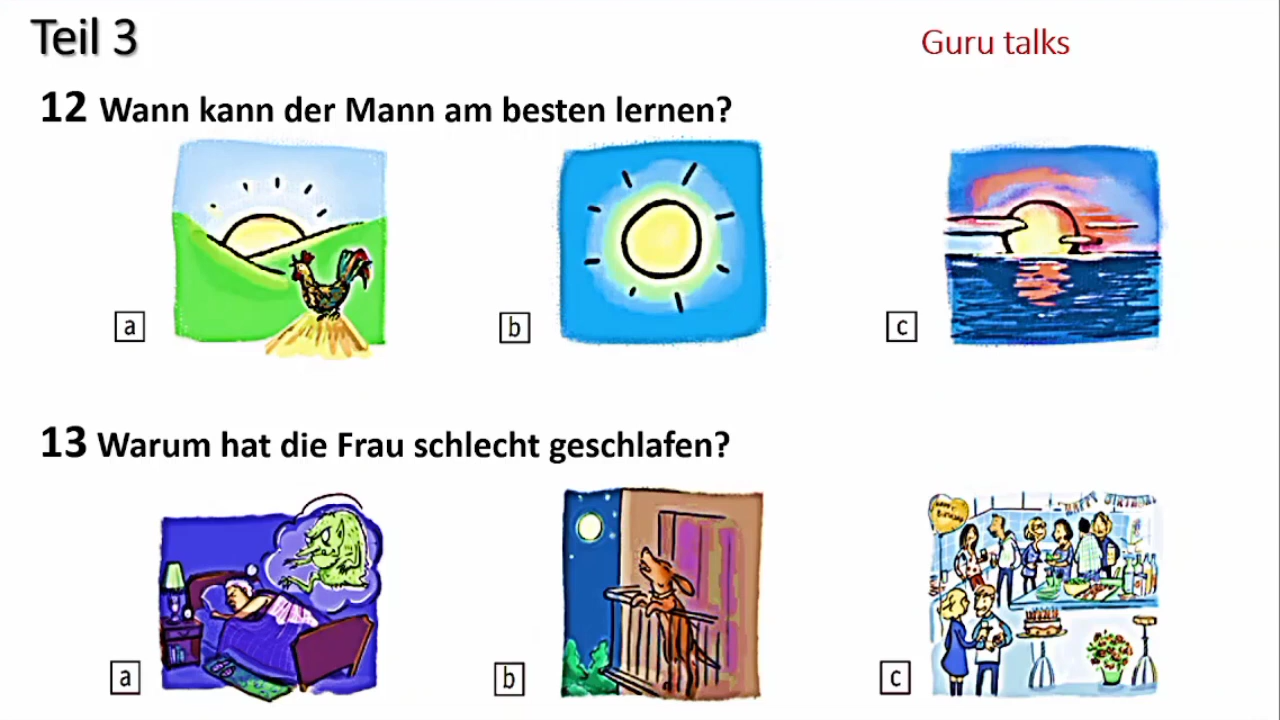 Teil 3
Guru talks
12 Wann kann der Mann am besten lernen?
a
b
c
13 Warum hat die Frau schlecht geschlafen?
a
b
c